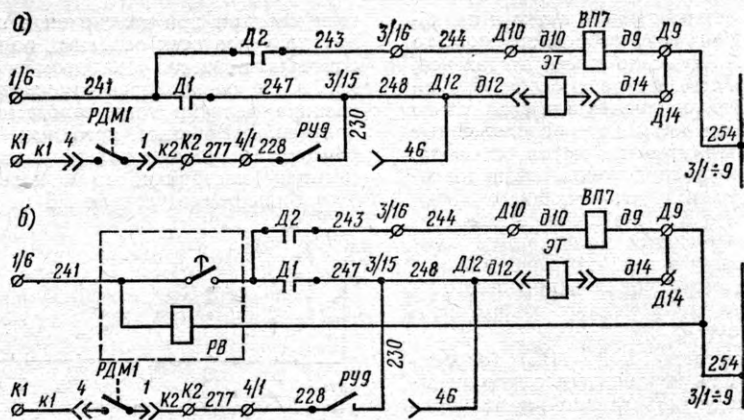 а)
Д2 243 3/16 244 Д10 д10 ВП7 д9 Д9
1/6 241 Д1 247 3/15 248 Д12 д12 ЭТ д14 Д14
К1 к1 4 РДМ1 1 к2 К2 277 4/1 228 РУ9 230 46 254
3/1÷9
б)
Д2 243 3/16 244 Д10 д10 ВП7 д9 Д9
1/6 241 Д1 247 3/15 248 Д12 д12 ЭТ д14 Д14
РВ
230
К1 к1 4 РДМ1 1 К2 К2 277 4/1 228 РУ9 46 254
3/1÷9